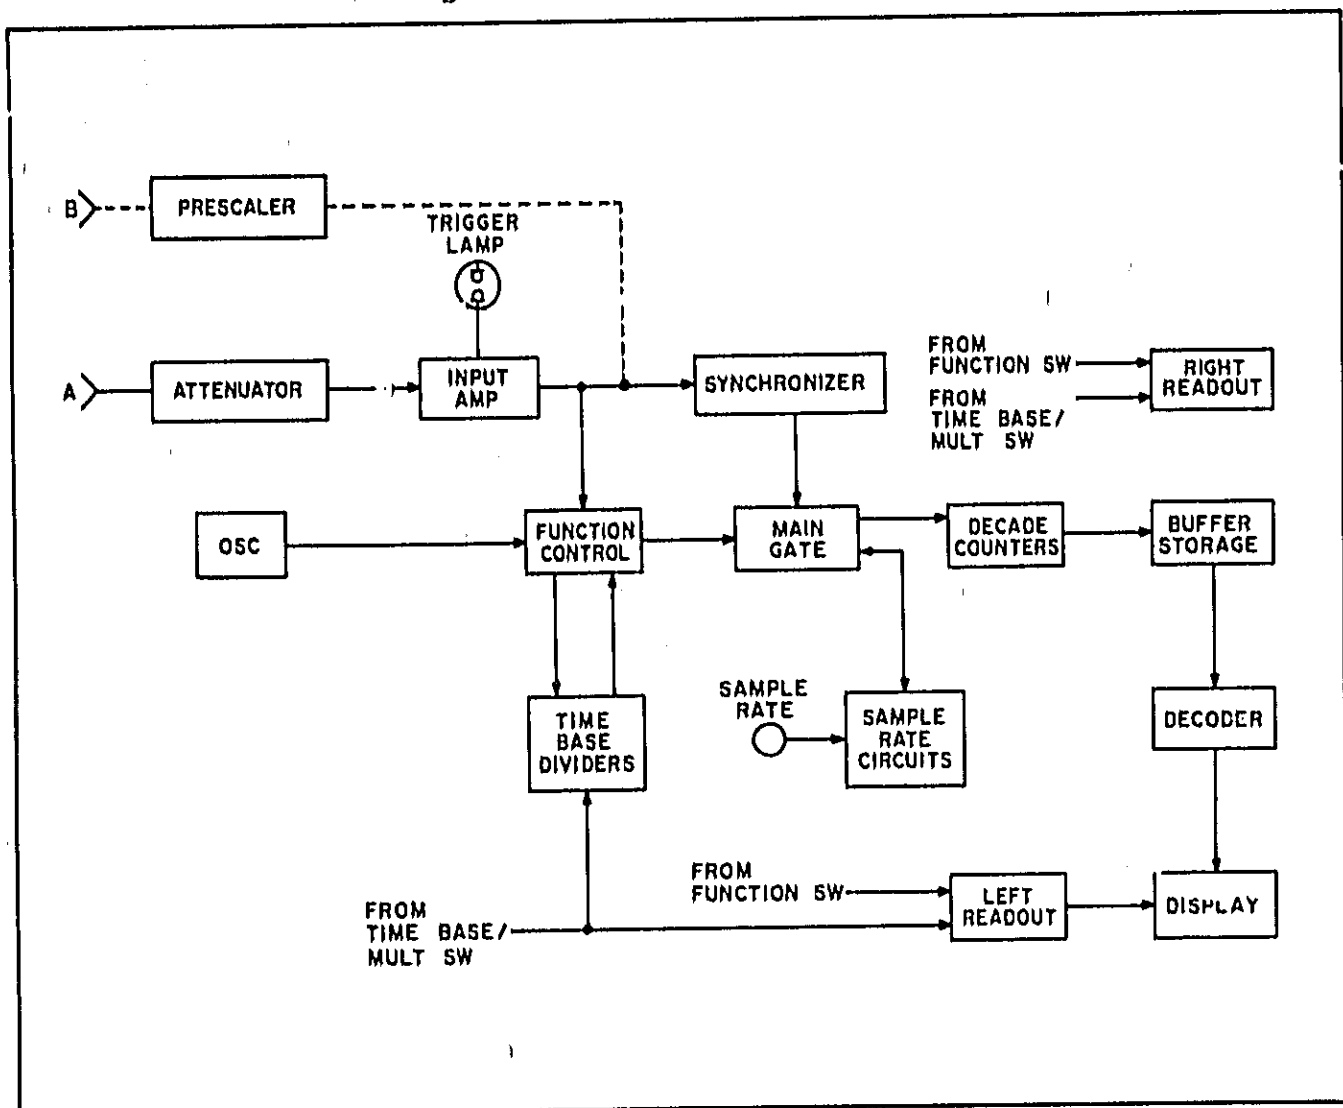 B
PRESCALER
TRIGGER
LAMP
A
ATTENUATOR
INPUT
AMP
SYNCHRONIZER
FROM
FUNCTION SW
FROM
TIME BASE/
MULT SW
RIGHT
READOUT
OSC
FUNCTION
CONTROL
MAIN
GATE
DECADE
COUNTERS
BUFFER
STORAGE
TIME
BASE
DIVIDERS
SAMPLE
RATE
SAMPLE
RATE
CIRCUITS
DECODER
FROM
TIME BASE/
MULT SW
FROM
FUNCTION SW
LEFT
READOUT
DISPLAY